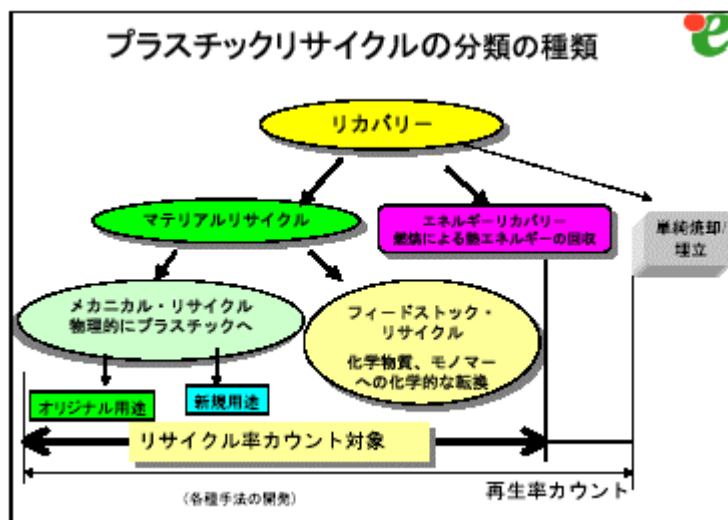 プラスチックリサイクルの分類の種類
リカバリー
マテリアルリサイクル
エネルギーリカバリー
燃焼による熱エネルギーの回収
単純焼却/
埋立
メカニカル・リサイクル
物理的にプラスチックへ
フィードストック・
リサイクル
化学物質、モノマー
への化学的な転換
オリジナル用途
新規用途
リサイクル率カウント対象
再生率カウント
(各種手法の開発)